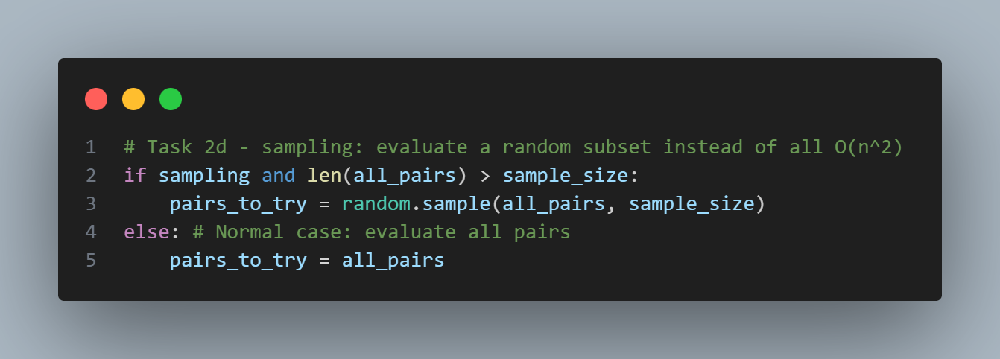 1 # Task 2d - sampling: evaluate a random subset instead of all O(n^2)
2 if sampling and len(all_pairs) > sample_size:
3     pairs_to_try = random.sample(all_pairs, sample_size)
4 else: # Normal case: evaluate all pairs
5     pairs_to_try = all_pairs